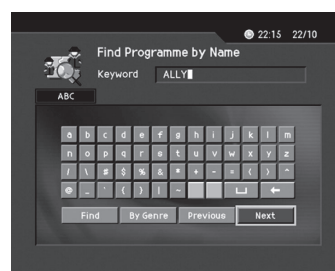 22:15 22/10
Find Programme by Name
Keyword ALLY
ABC
a b c d e f g h i j k l m
n o p q r s t u v w x y z
/ \ # $ % & * + - = ( ) ^
@ _ ' { } | ~
Find By Genre Previous Next